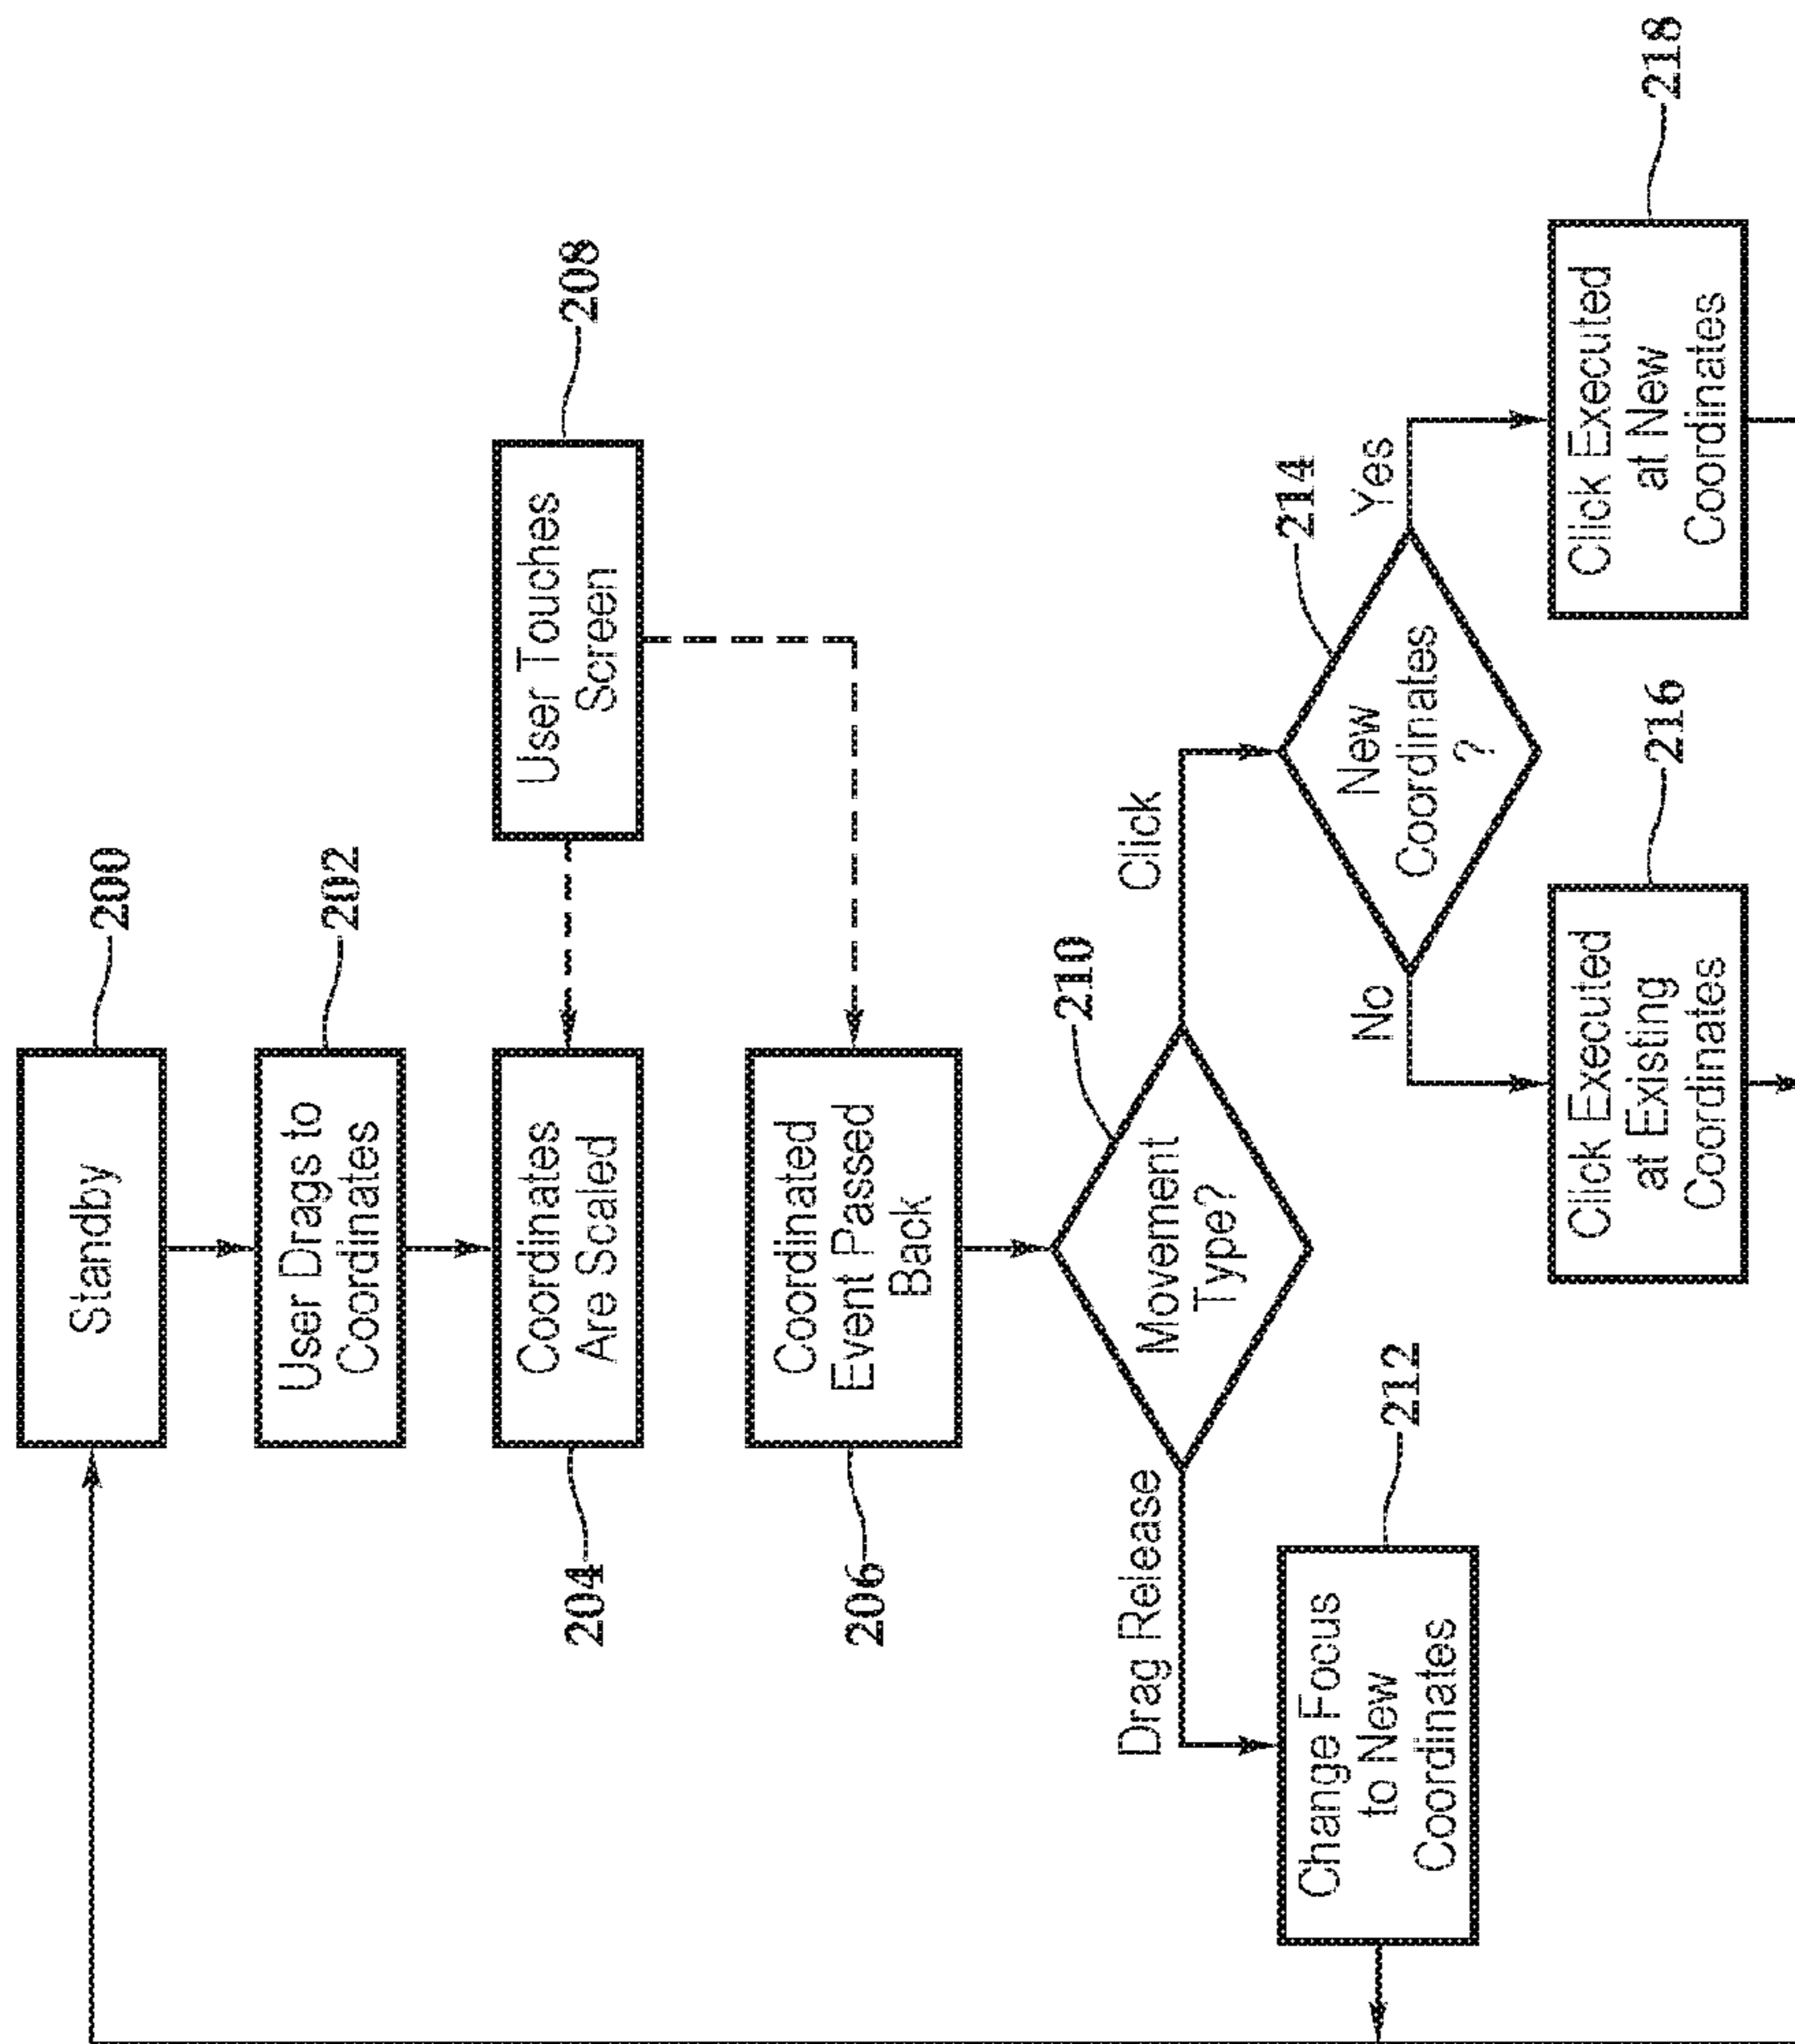 Standby
200
User Drags to
Coordinates
202
Coordinates
Are Scaled
204
User Touches
Screen
208
Coordinated
Event Passed
Back
206
Movement
Type?
210
Drag Release
Click
Change Focus
to New
Coordinates
212
New
Coordinates
?
214
No
Yes
Click Executed
at Existing
Coordinates
216
Click Executed
at New
Coordinates
218